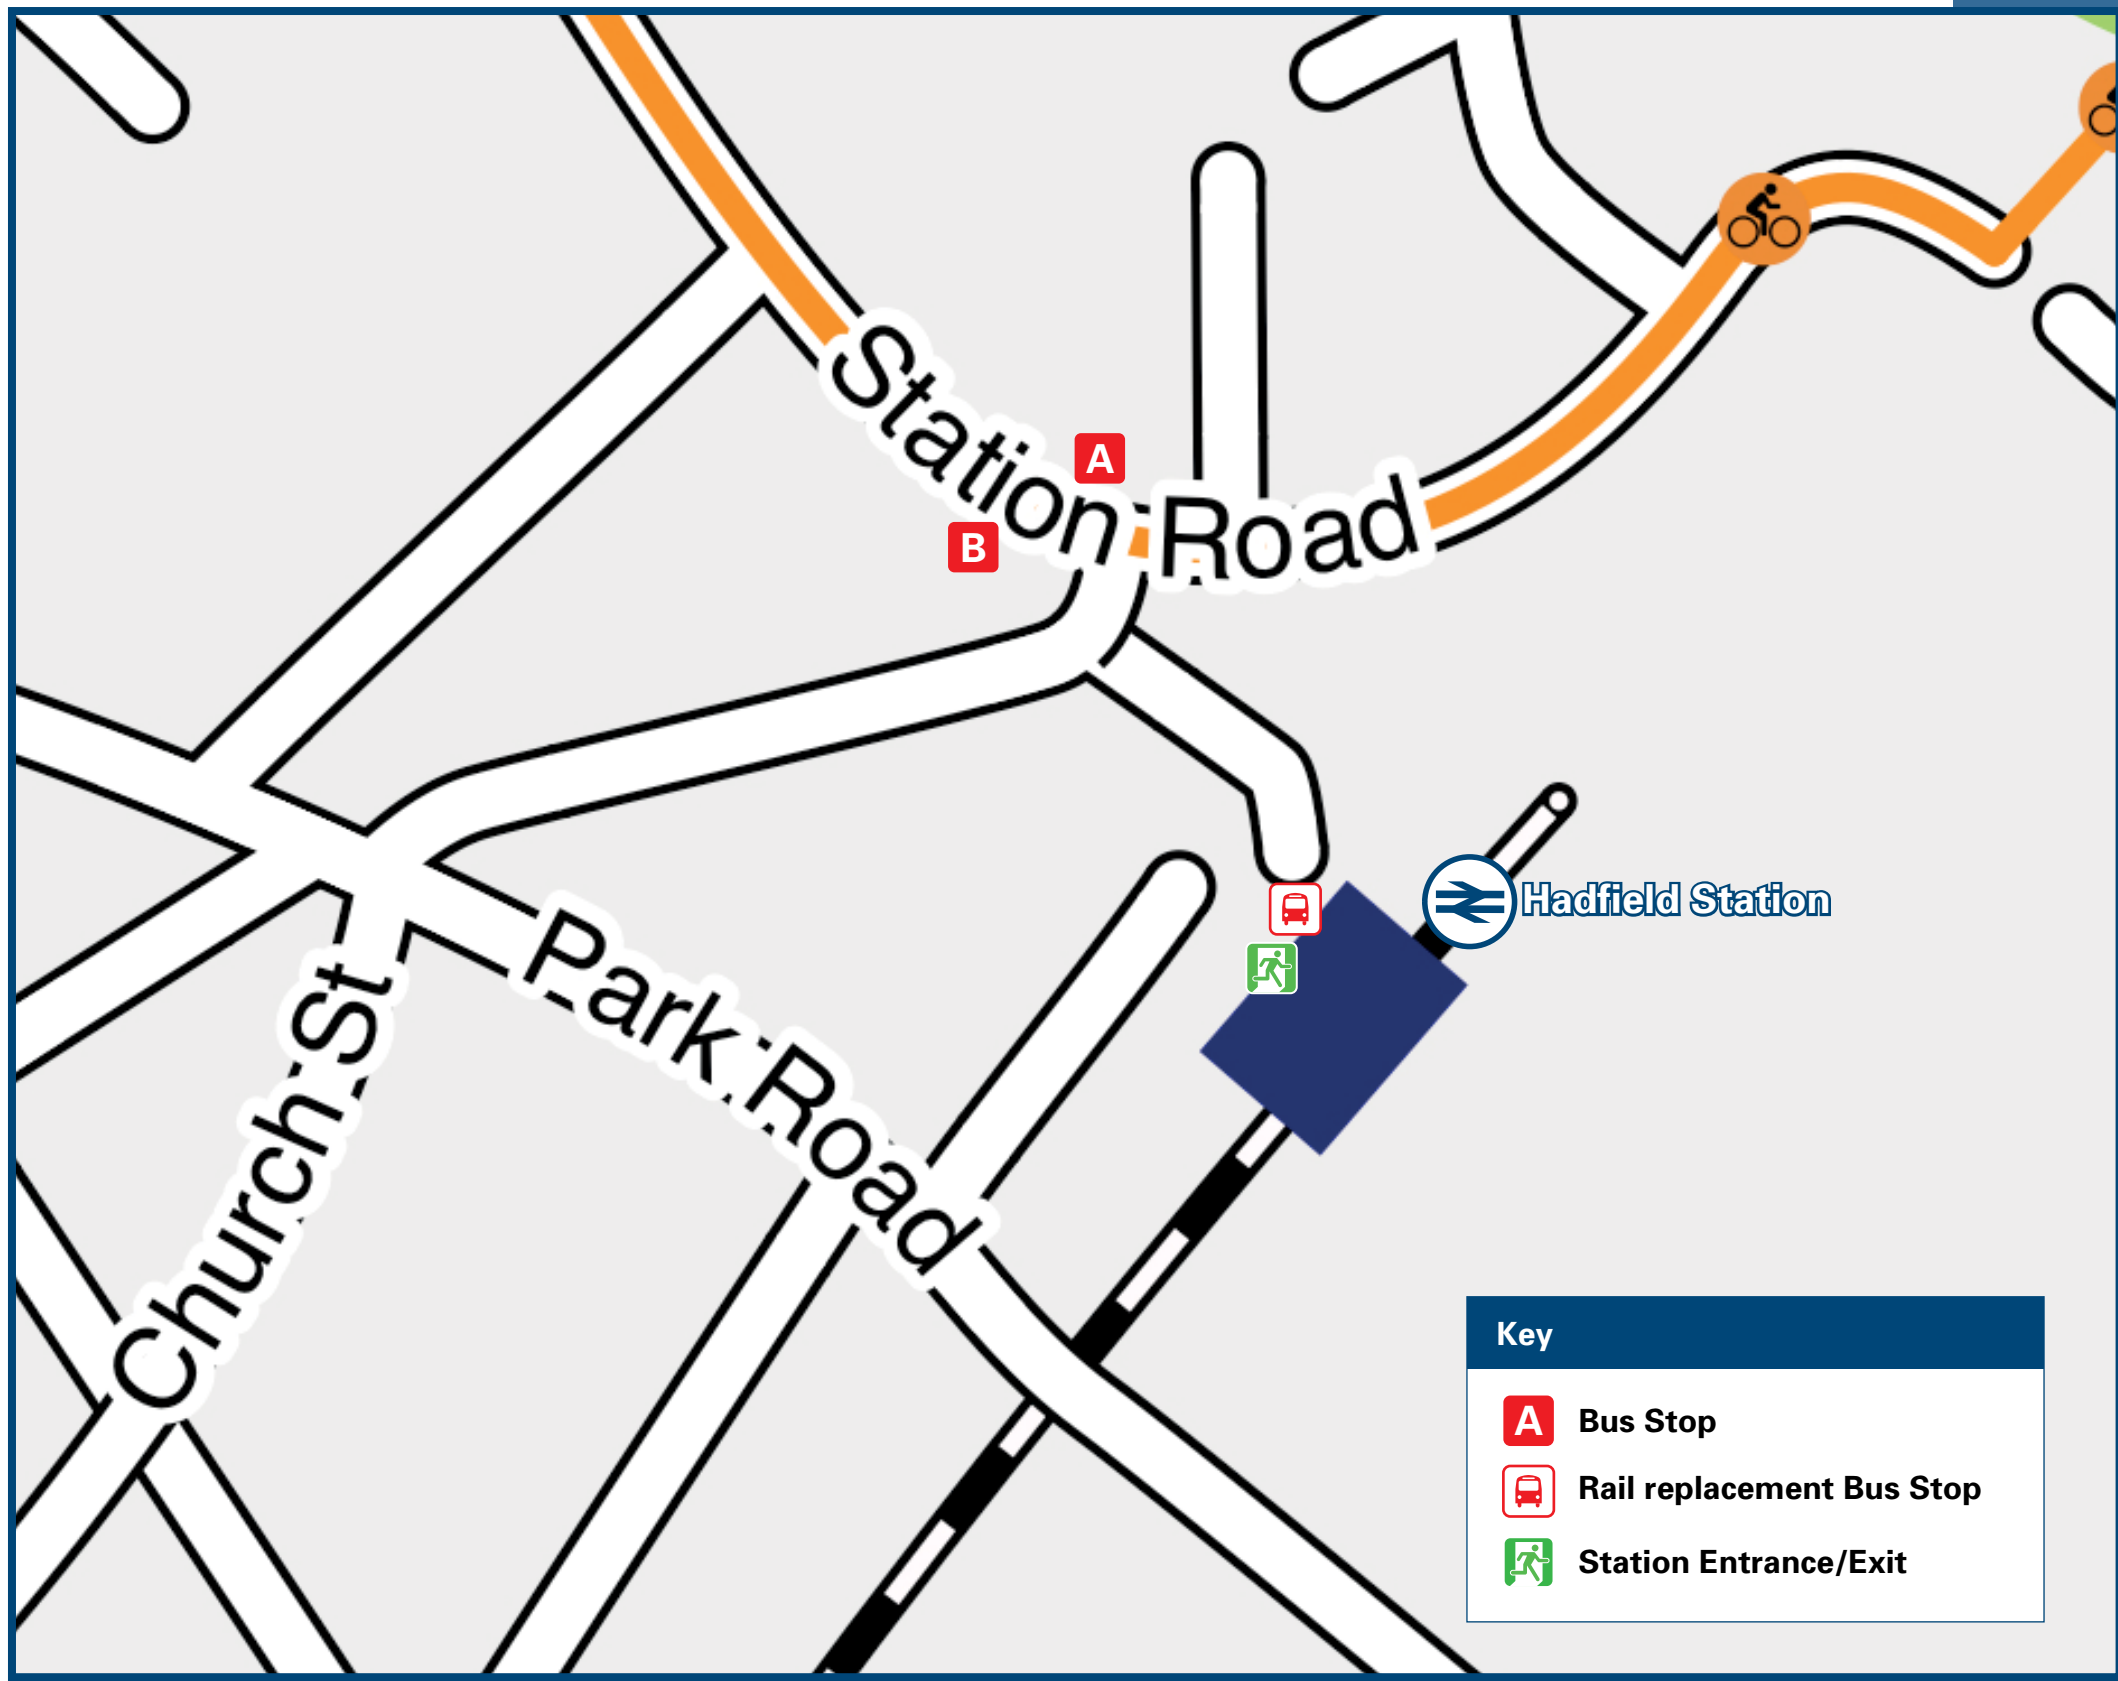 Station Road
A
B
Hadfield Station
Park Road
Church St
Key
A Bus Stop
Rail replacement Bus Stop
Station Entrance/Exit